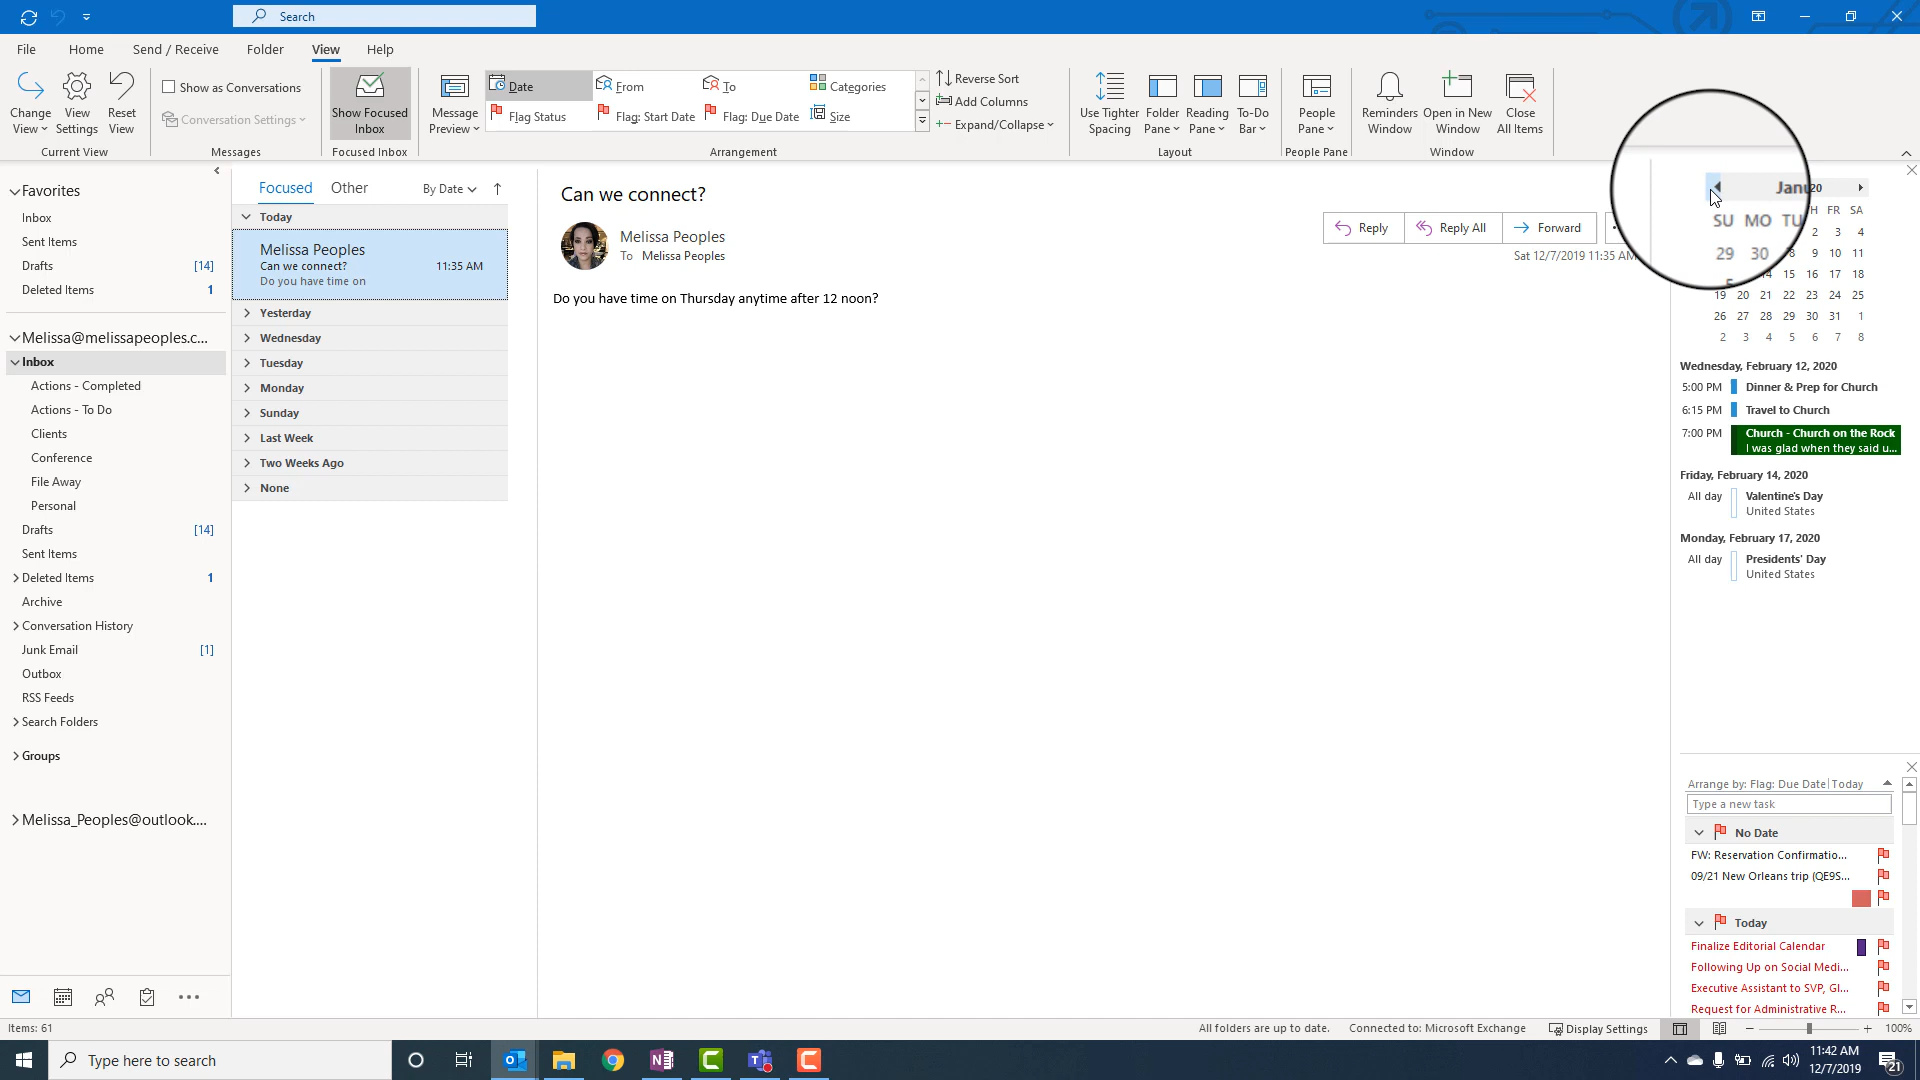 Search
File Home Send / Receive Folder View Help
Change View
View Settings
Reset View
Current View
Show as Conversations
Conversation Settings
Messages
Show Focused Inbox
Focused Inbox
Message Preview
Date From To Categories
Flag Status Flag: Start Date Flag: Due Date Size
Reverse Sort
Add Columns
Expand/Collapse
Arrangement
Use Tighter Spacing
Folder Pane
Reading Pane
To-Do Bar
Layout
People Pane
People Pane
Reminders Window
Open in New Window
Close All Items
Window
Favorites
Inbox
Sent Items
Drafts [14]
Deleted Items 1
Melissa@melissapeoples.c...
Inbox
Actions - Completed
Actions - To Do
Clients
Conference
File Away
Personal
Drafts [14]
Sent Items
Deleted Items 1
Archive
Conversation History
Junk Email [1]
Outbox
RSS Feeds
Search Folders
Groups
Melissa_Peoples@outlook....
Focused Other By Date
Today
Melissa Peoples
Can we connect? 11:35 AM
Do you have time on
Yesterday
Wednesday
Tuesday
Monday
Sunday
Last Week
Two Weeks Ago
None
Can we connect?
Melissa Peoples
To Melissa Peoples
Reply Reply All Forward
Sat 12/7/2019 11:35 AM
Do you have time on Thursday anytime after 12 noon?
Janu 20
SU MO TU H FR SA
29 30 2 3 4
8 9 10 11
14 15 16 17 18
19 20 21 22 23 24 25
26 27 28 29 30 31 1
2 3 4 5 6 7 8
Wednesday, February 12, 2020
5:00 PM Dinner & Prep for Church
6:15 PM Travel to Church
7:00 PM Church - Church on the Rock
I was glad when they said u...
Friday, February 14, 2020
All day Valentine's Day
United States
Monday, February 17, 2020
All day Presidents' Day
United States
Arrange by: Flag: Due Date Today
Type a new task
No Date
FW: Reservation Confirmatio...
09/21 New Orleans trip (QE9S...
Today
Finalize Editorial Calendar
Following Up on Social Medi...
Executive Assistant to SVP, Gl...
Request for Administrative R...
Items: 61
All folders are up to date. Connected to: Microsoft Exchange Display Settings 100%
Type here to search
11:42 AM
12/7/2019
21